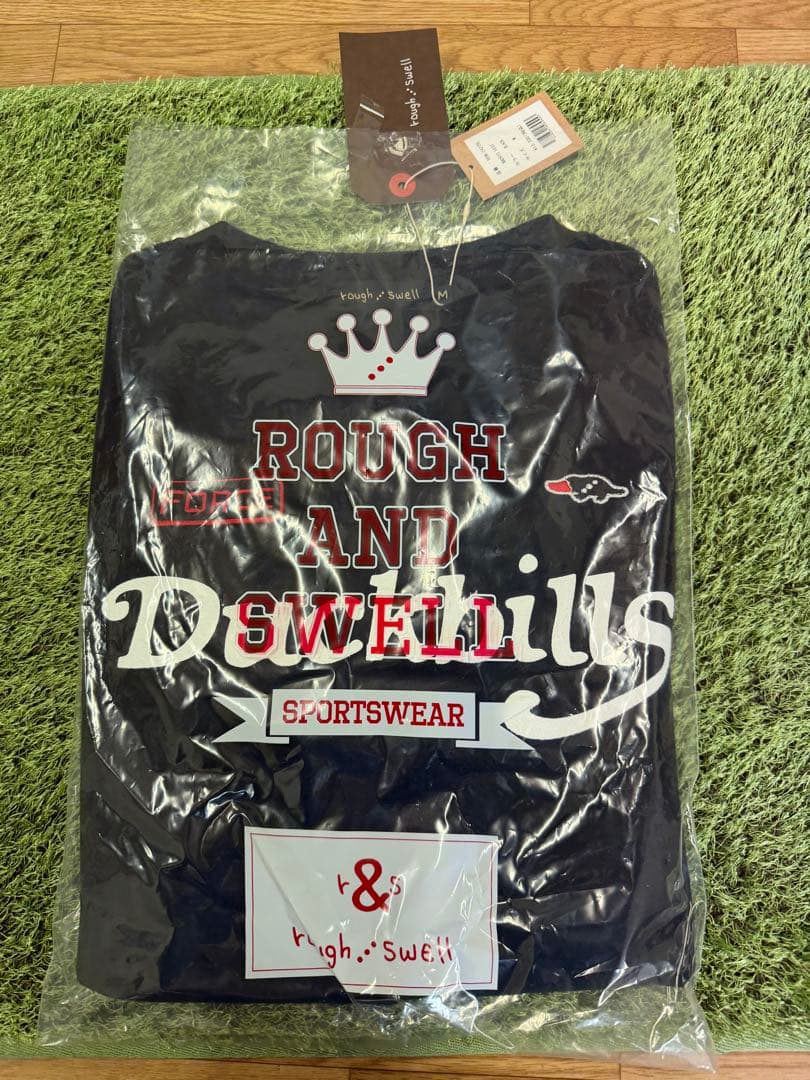 rough & swell
rough & swell M
ROUGH
FORCE
AND
Duckhills
SWELL
SPORTSWEAR
r&s
rough & swell